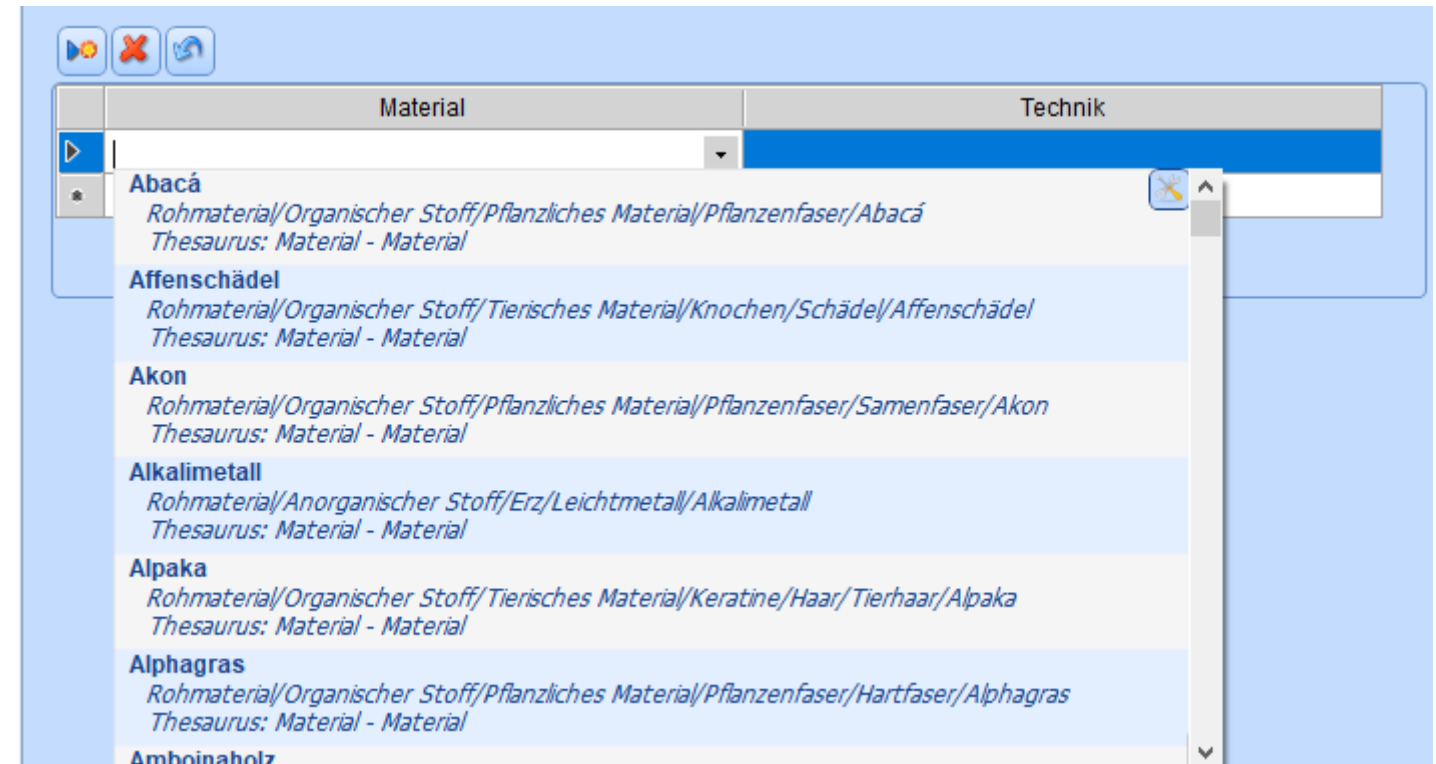 Material Technik
*
Abacá
Rohmaterial/Organischer Stoff/Pflanzliches Material/Pflanzenfaser/Abacá
Thesaurus: Material - Material
Affenschädel
Rohmaterial/Organischer Stoff/Tierisches Material/Knochen/Schädel/Affenschädel
Thesaurus: Material - Material
Akon
Rohmaterial/Organischer Stoff/Pflanzliches Material/Pflanzenfaser/Samenfaser/Akon
Thesaurus: Material - Material
Alkalimetall
Rohmaterial/Anorganischer Stoff/Erz/Leichtmetall/Alkalimetall
Thesaurus: Material - Material
Alpaka
Rohmaterial/Organischer Stoff/Tierisches Material/Keratine/Haar/Tierhaar/Alpaka
Thesaurus: Material - Material
Alphagras
Rohmaterial/Organischer Stoff/Pflanzliches Material/Pflanzenfaser/Hartfaser/Alphagras
Thesaurus: Material - Material
Amboinaholz